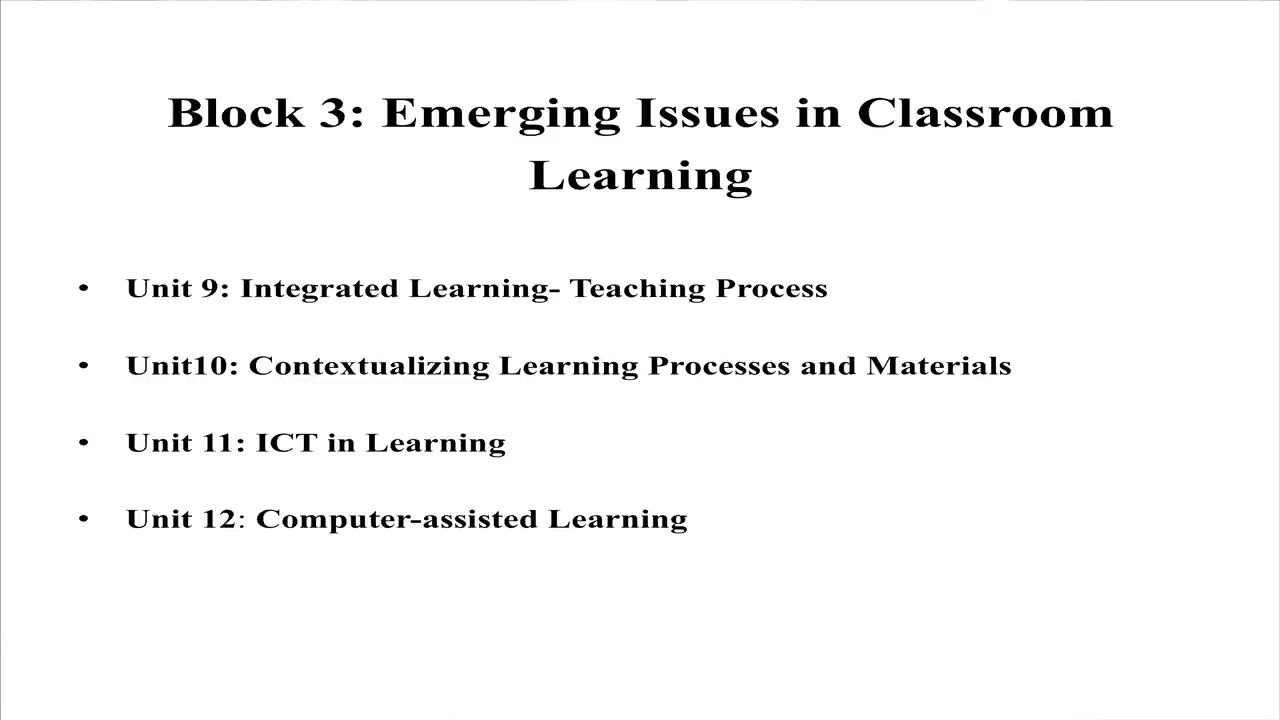 Block 3: Emerging Issues in Classroom
Learning
• Unit 9: Integrated Learning- Teaching Process
• Unit10: Contextualizing Learning Processes and Materials
• Unit 11: ICT in Learning
• Unit 12: Computer-assisted Learning